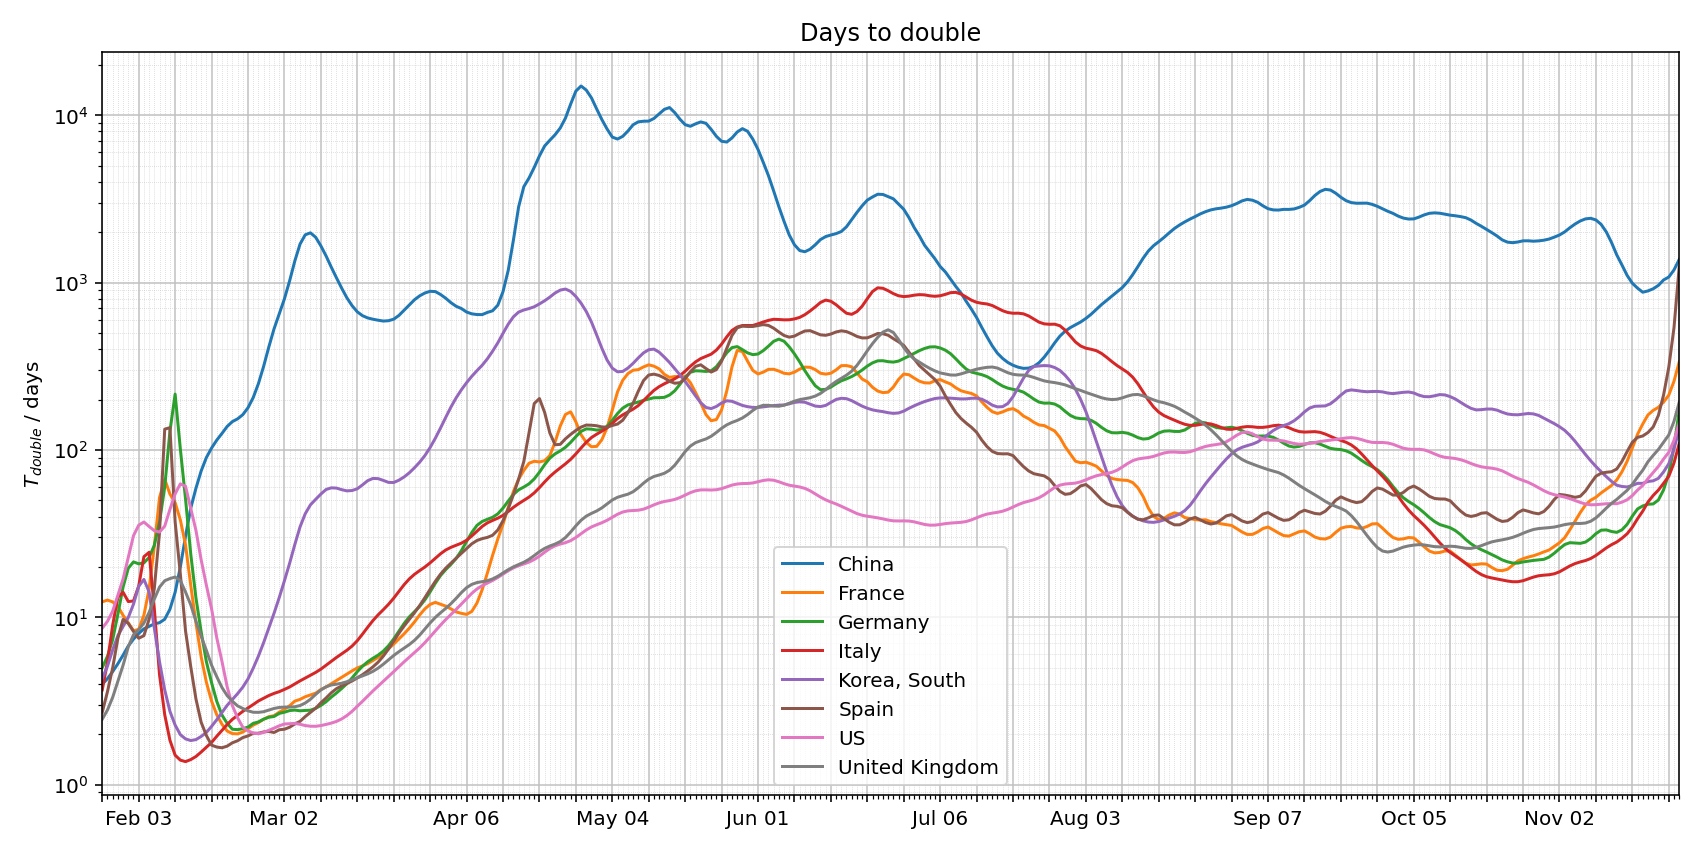 Days to double
T_double / days
10^4
10^3
10^2
10^1
10^0
China
France
Germany
Italy
Korea, South
Spain
US
United Kingdom
Feb 03 Mar 02 Apr 06 May 04 Jun 01 Jul 06 Aug 03 Sep 07 Oct 05 Nov 02